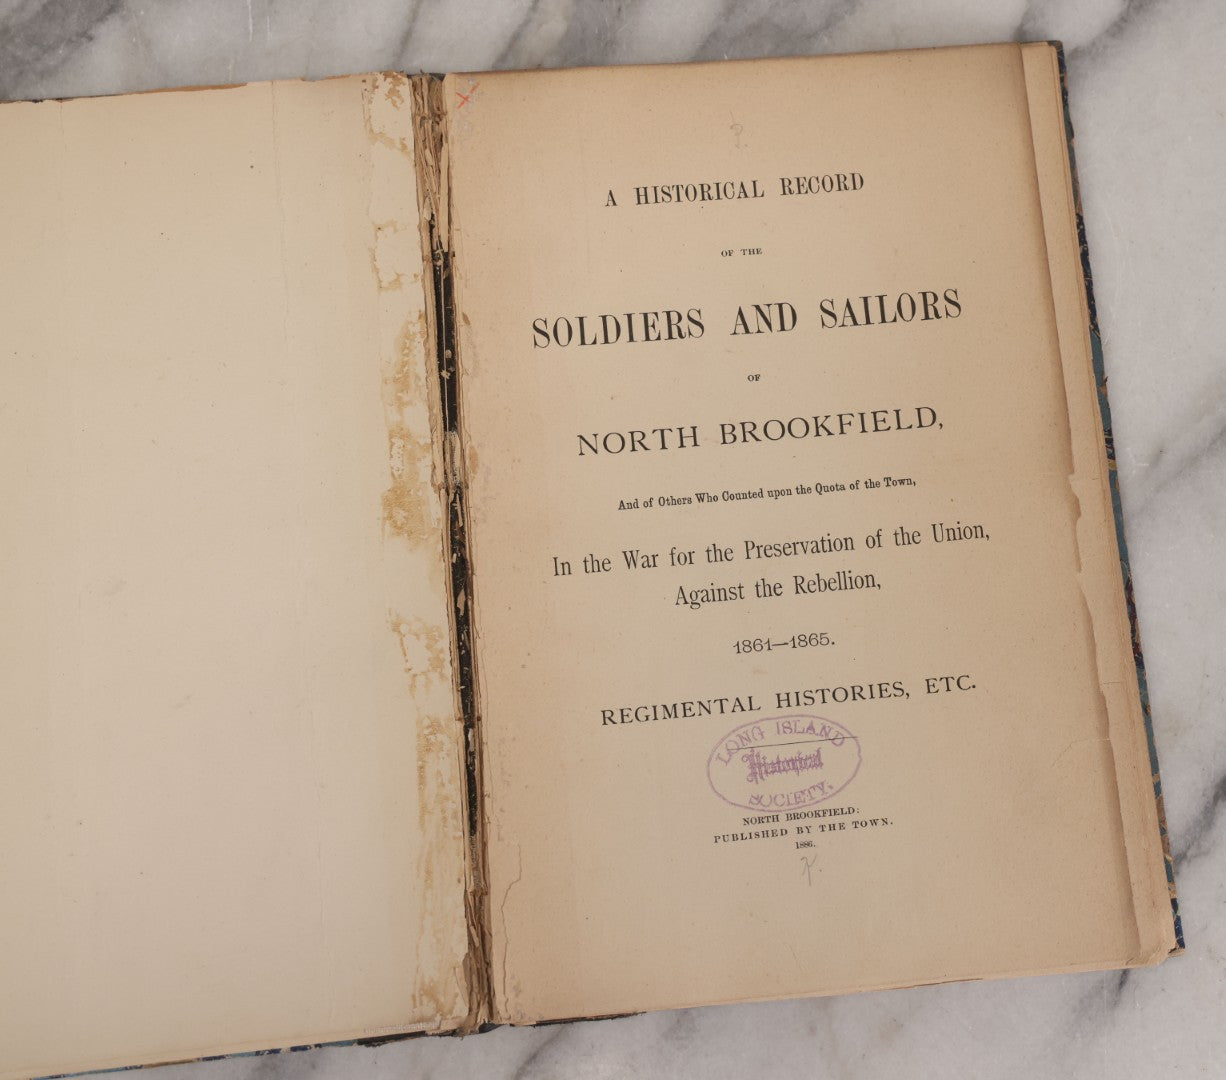 A HISTORICAL RECORD
OF THE
SOLDIERS AND SAILORS
OF
NORTH BROOKFIELD,
And of Others Who Counted upon the Quota of the Town,
In the War for the Preservation of the Union,
Against the Rebellion,
1861—1865.
REGIMENTAL HISTORIES, ETC.
LONG ISLAND
Historical
SOCIETY.
NORTH BROOKFIELD:
PUBLISHED BY THE TOWN.
1886.